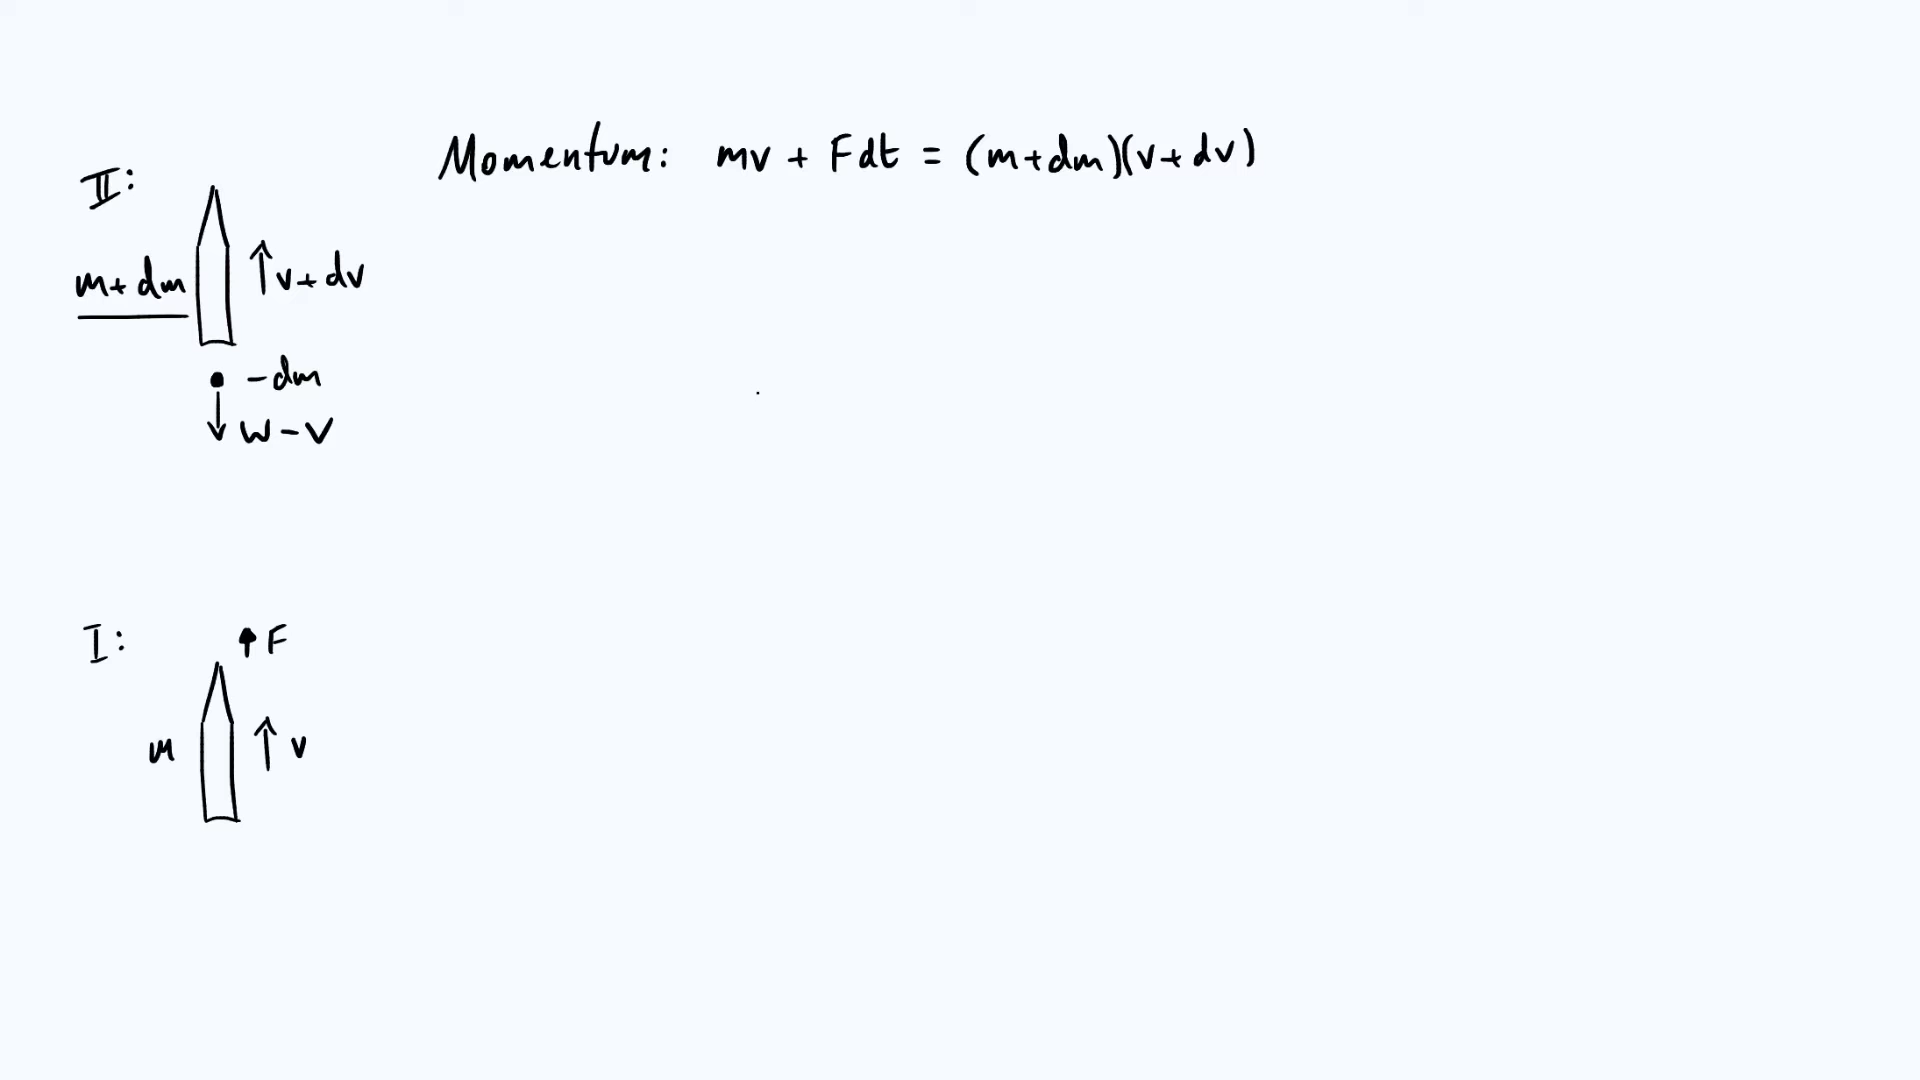 Momentum: mv + Fdt = (m+dm)(v+dv)
II:
m+dm
v+dv
-dm
w-v
I:
F
m
v